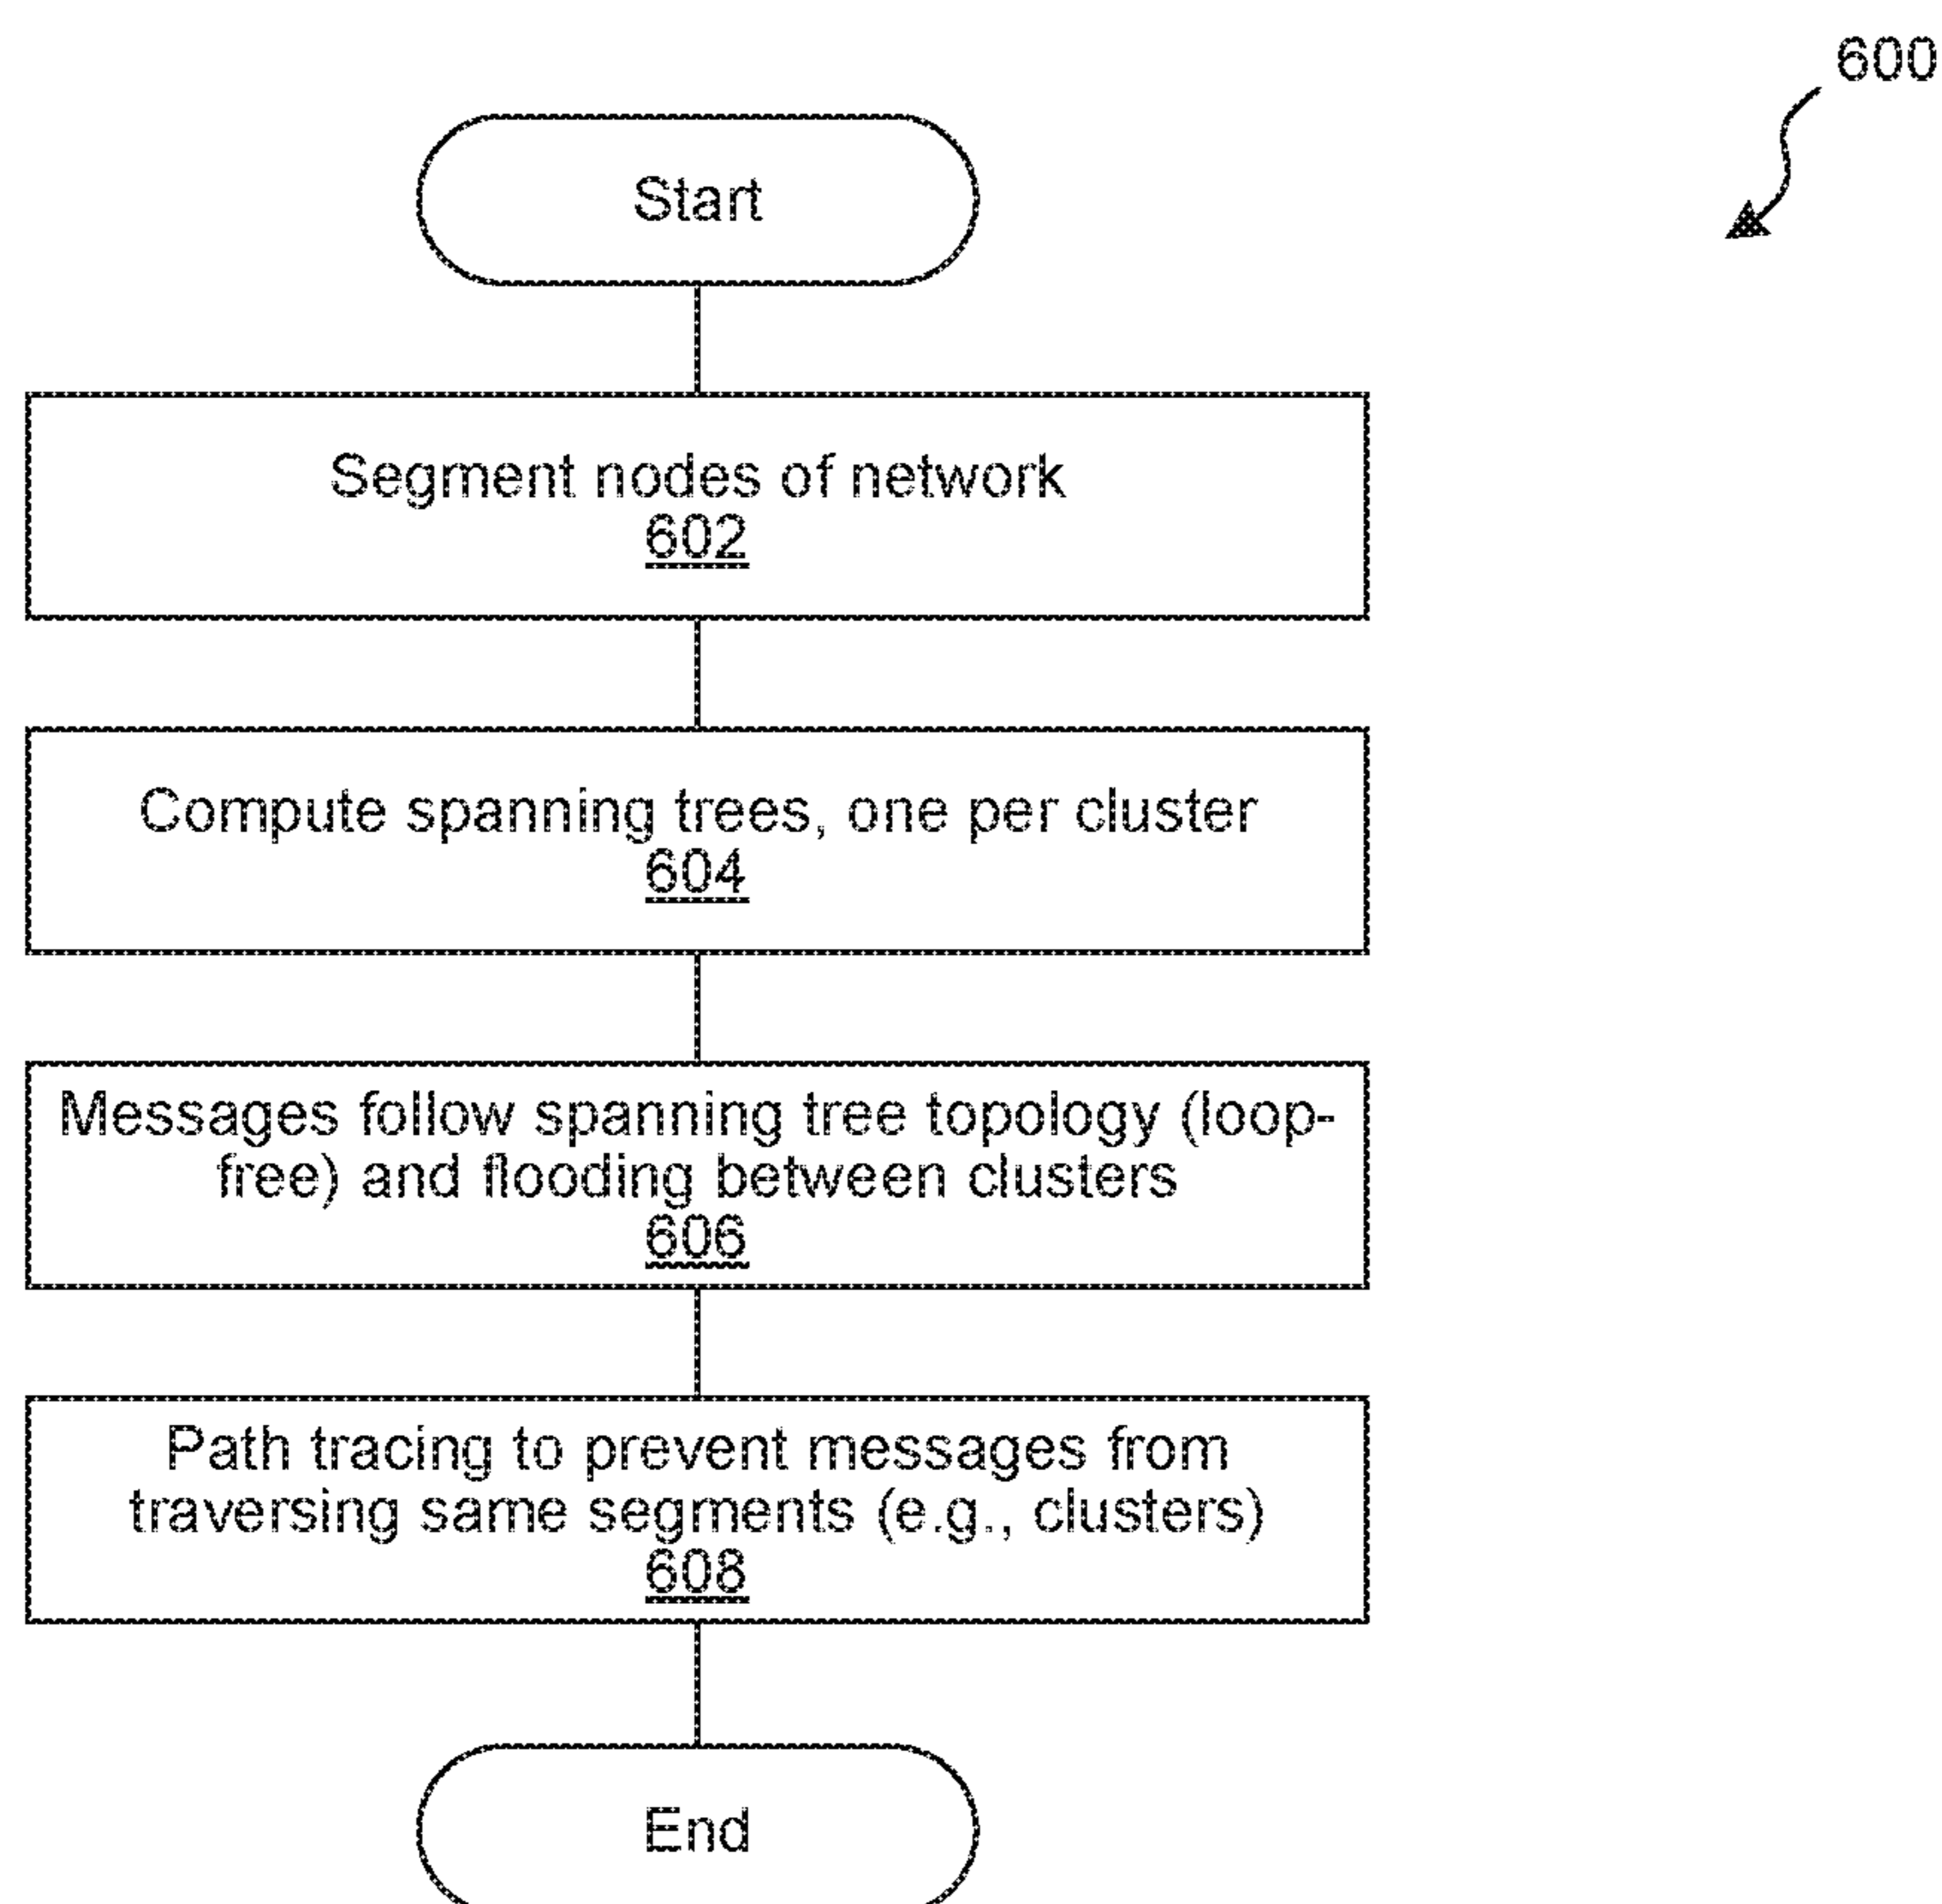 600
Start
Segment nodes of network
602
Compute spanning trees, one per cluster
604
Messages follow spanning tree topology (loop-
free) and flooding between clusters
606
Path tracing to prevent messages from
traversing same segments (e.g., clusters)
608
End